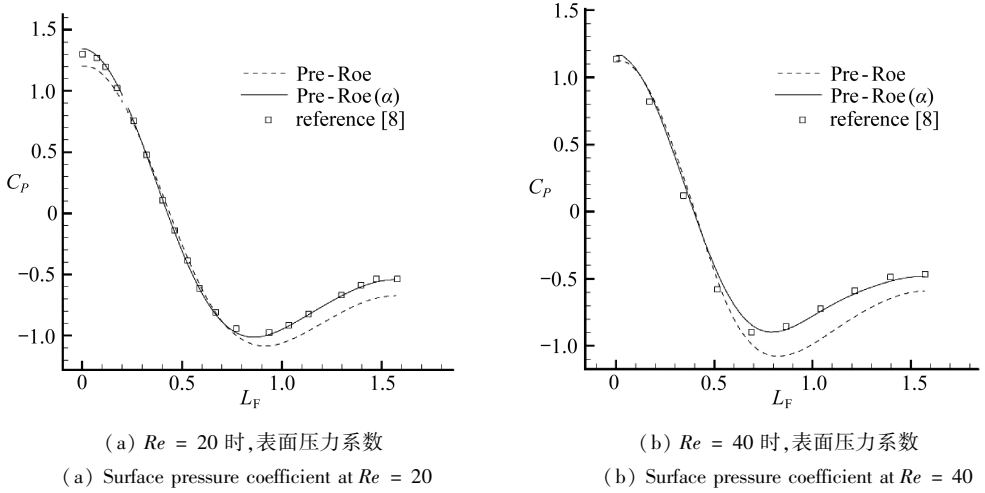 1.5
1.0
0.5
0
−0.5
−1.0
C_P
0
0.5
1.0
1.5
L_F
Pre-Roe
Pre-Roe(α)
reference [8]
(a) Re = 20 时,表面压力系数
(a) Surface pressure coefficient at Re = 20
1.5
1.0
0.5
0
−0.5
−1.0
C_P
0
0.5
1.0
1.5
L_F
Pre-Roe
Pre-Roe(α)
reference [8]
(b) Re = 40 时,表面压力系数
(b) Surface pressure coefficient at Re = 40